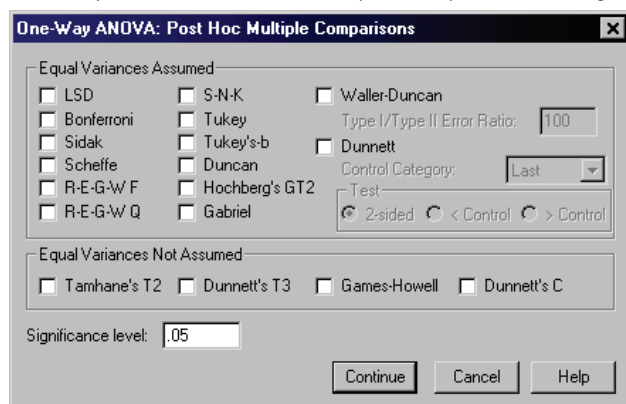 One-Way ANOVA: Post Hoc Multiple Comparisons
Equal Variances Assumed
LSD S-N-K Waller-Duncan
Bonferroni Tukey Type I/Type II Error Ratio: 100
Sidak Tukey's-b Dunnett
Scheffe Duncan Control Category: Last
R-E-G-W F Hochberg's GT2 Test
R-E-G-W Q Gabriel 2-sided < Control > Control
Equal Variances Not Assumed
Tamhane's T2 Dunnett's T3 Games-Howell Dunnett's C
Significance level: .05
Continue Cancel Help